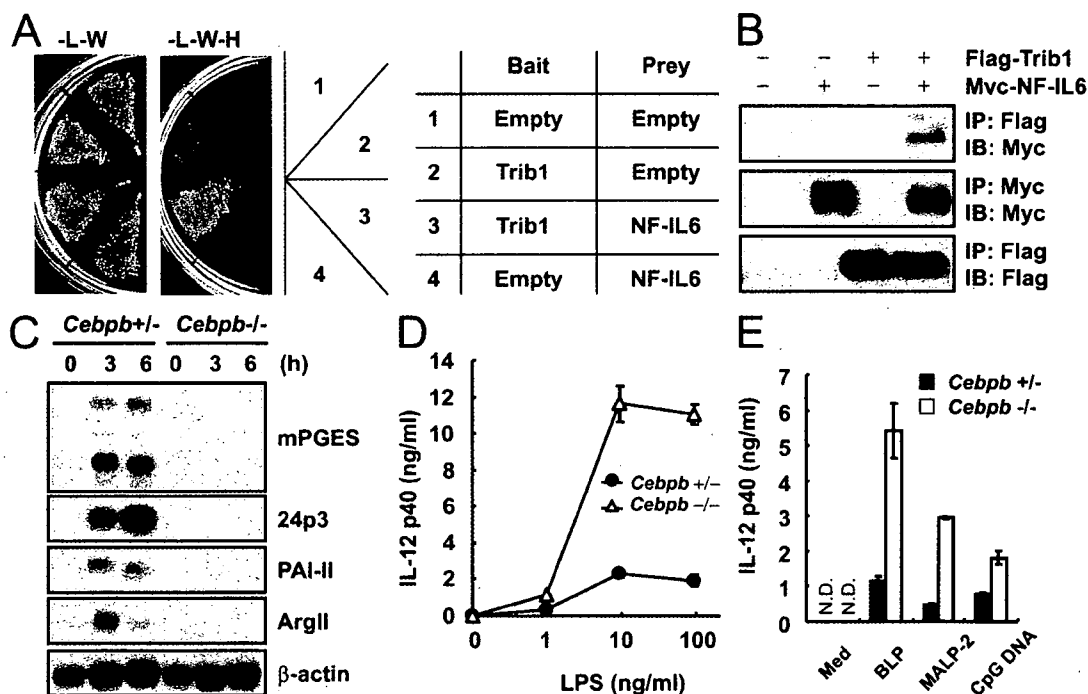 A
-L-W
-L-W-H
1
2
3
4
Bait Prey
1 Empty Empty
2 Trib1 Empty
3 Trib1 NF-IL6
4 Empty NF-IL6
B
− − + + Flag-Trib1
− + − + Myc-NF-IL6
IP: Flag
IB: Myc
IP: Myc
IB: Myc
IP: Flag
IB: Flag
C
Cebpb+/- Cebpb-/-
0 3 6 0 3 6 (h)
mPGES
24p3
PAI-II
ArgII
β-actin
D
14
12
10
8
6
4
2
0
IL-12 p40 (ng/ml)
Cebpb +/−
Cebpb −/−
0 1 10 100
LPS (ng/ml)
E
7
6
5
4
3
2
1
0
IL-12 p40 (ng/ml)
Cebpb +/-
Cebpb -/-
N.D.
N.D.
Med BLP MALP-2 CpG DNA